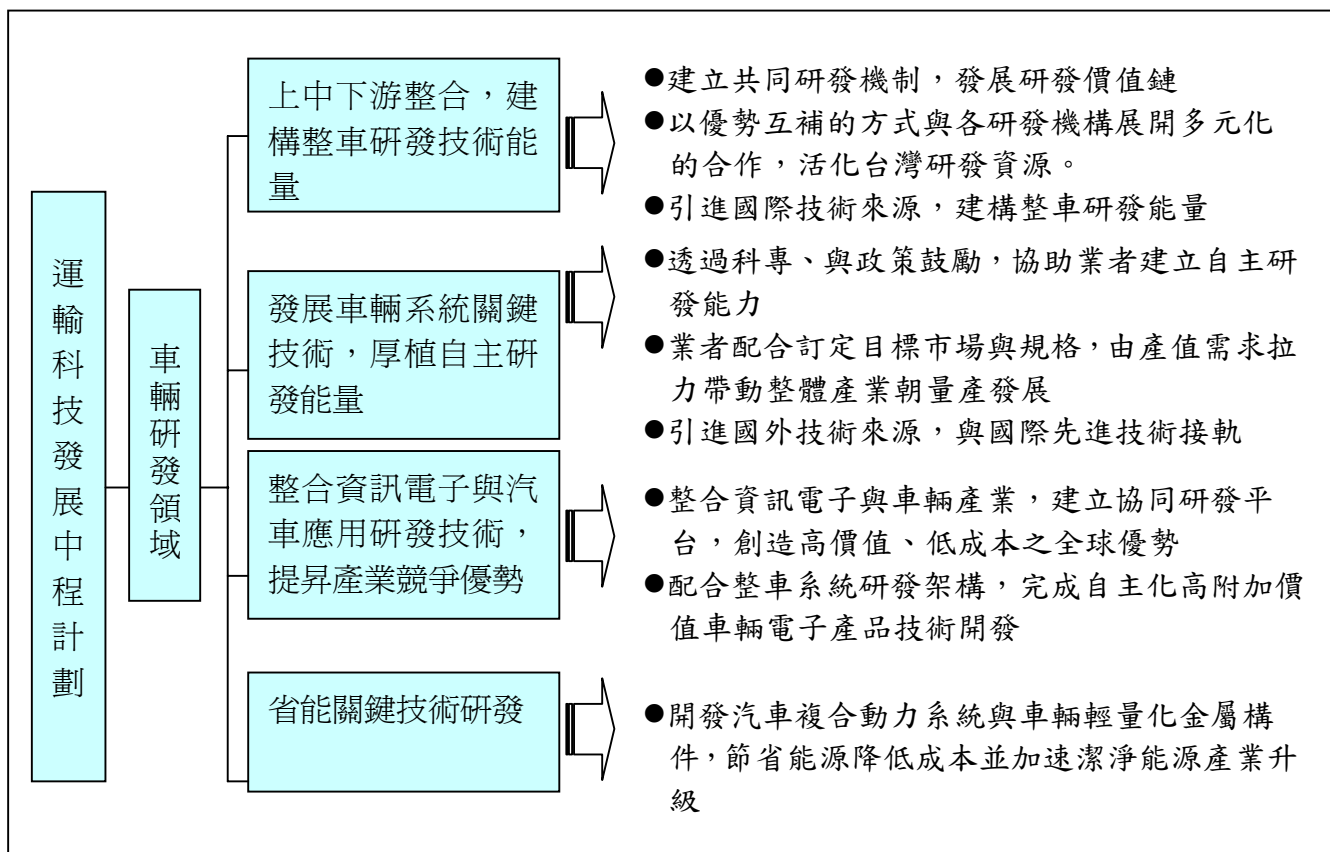 運輸科技發展中程計劃
車輛研發領域
上中下游整合，建
構整車研發技術能
量
●建立共同研發機制，發展研發價值鏈
●以優勢互補的方式與各研發機構展開多元化
的合作，活化台灣研發資源。
●引進國際技術來源，建構整車研發能量
發展車輛系統關鍵
技術，厚植自主研
發能量
●透過科專、與政策鼓勵，協助業者建立自主研
發能力
●業者配合訂定目標市場與規格，由產值需求拉
力帶動整體產業朝量產發展
●引進國外技術來源，與國際先進技術接軌
整合資訊電子與汽
車應用研發技術，
提昇產業競爭優勢
●整合資訊電子與車輛產業，建立協同研發平
台，創造高價值、低成本之全球優勢
●配合整車系統研發架構，完成自主化高附加價
值車輛電子產品技術開發
省能關鍵技術研發
●開發汽車複合動力系統與車輛輕量化金屬構
件，節省能源降低成本並加速潔淨能源產業升
級